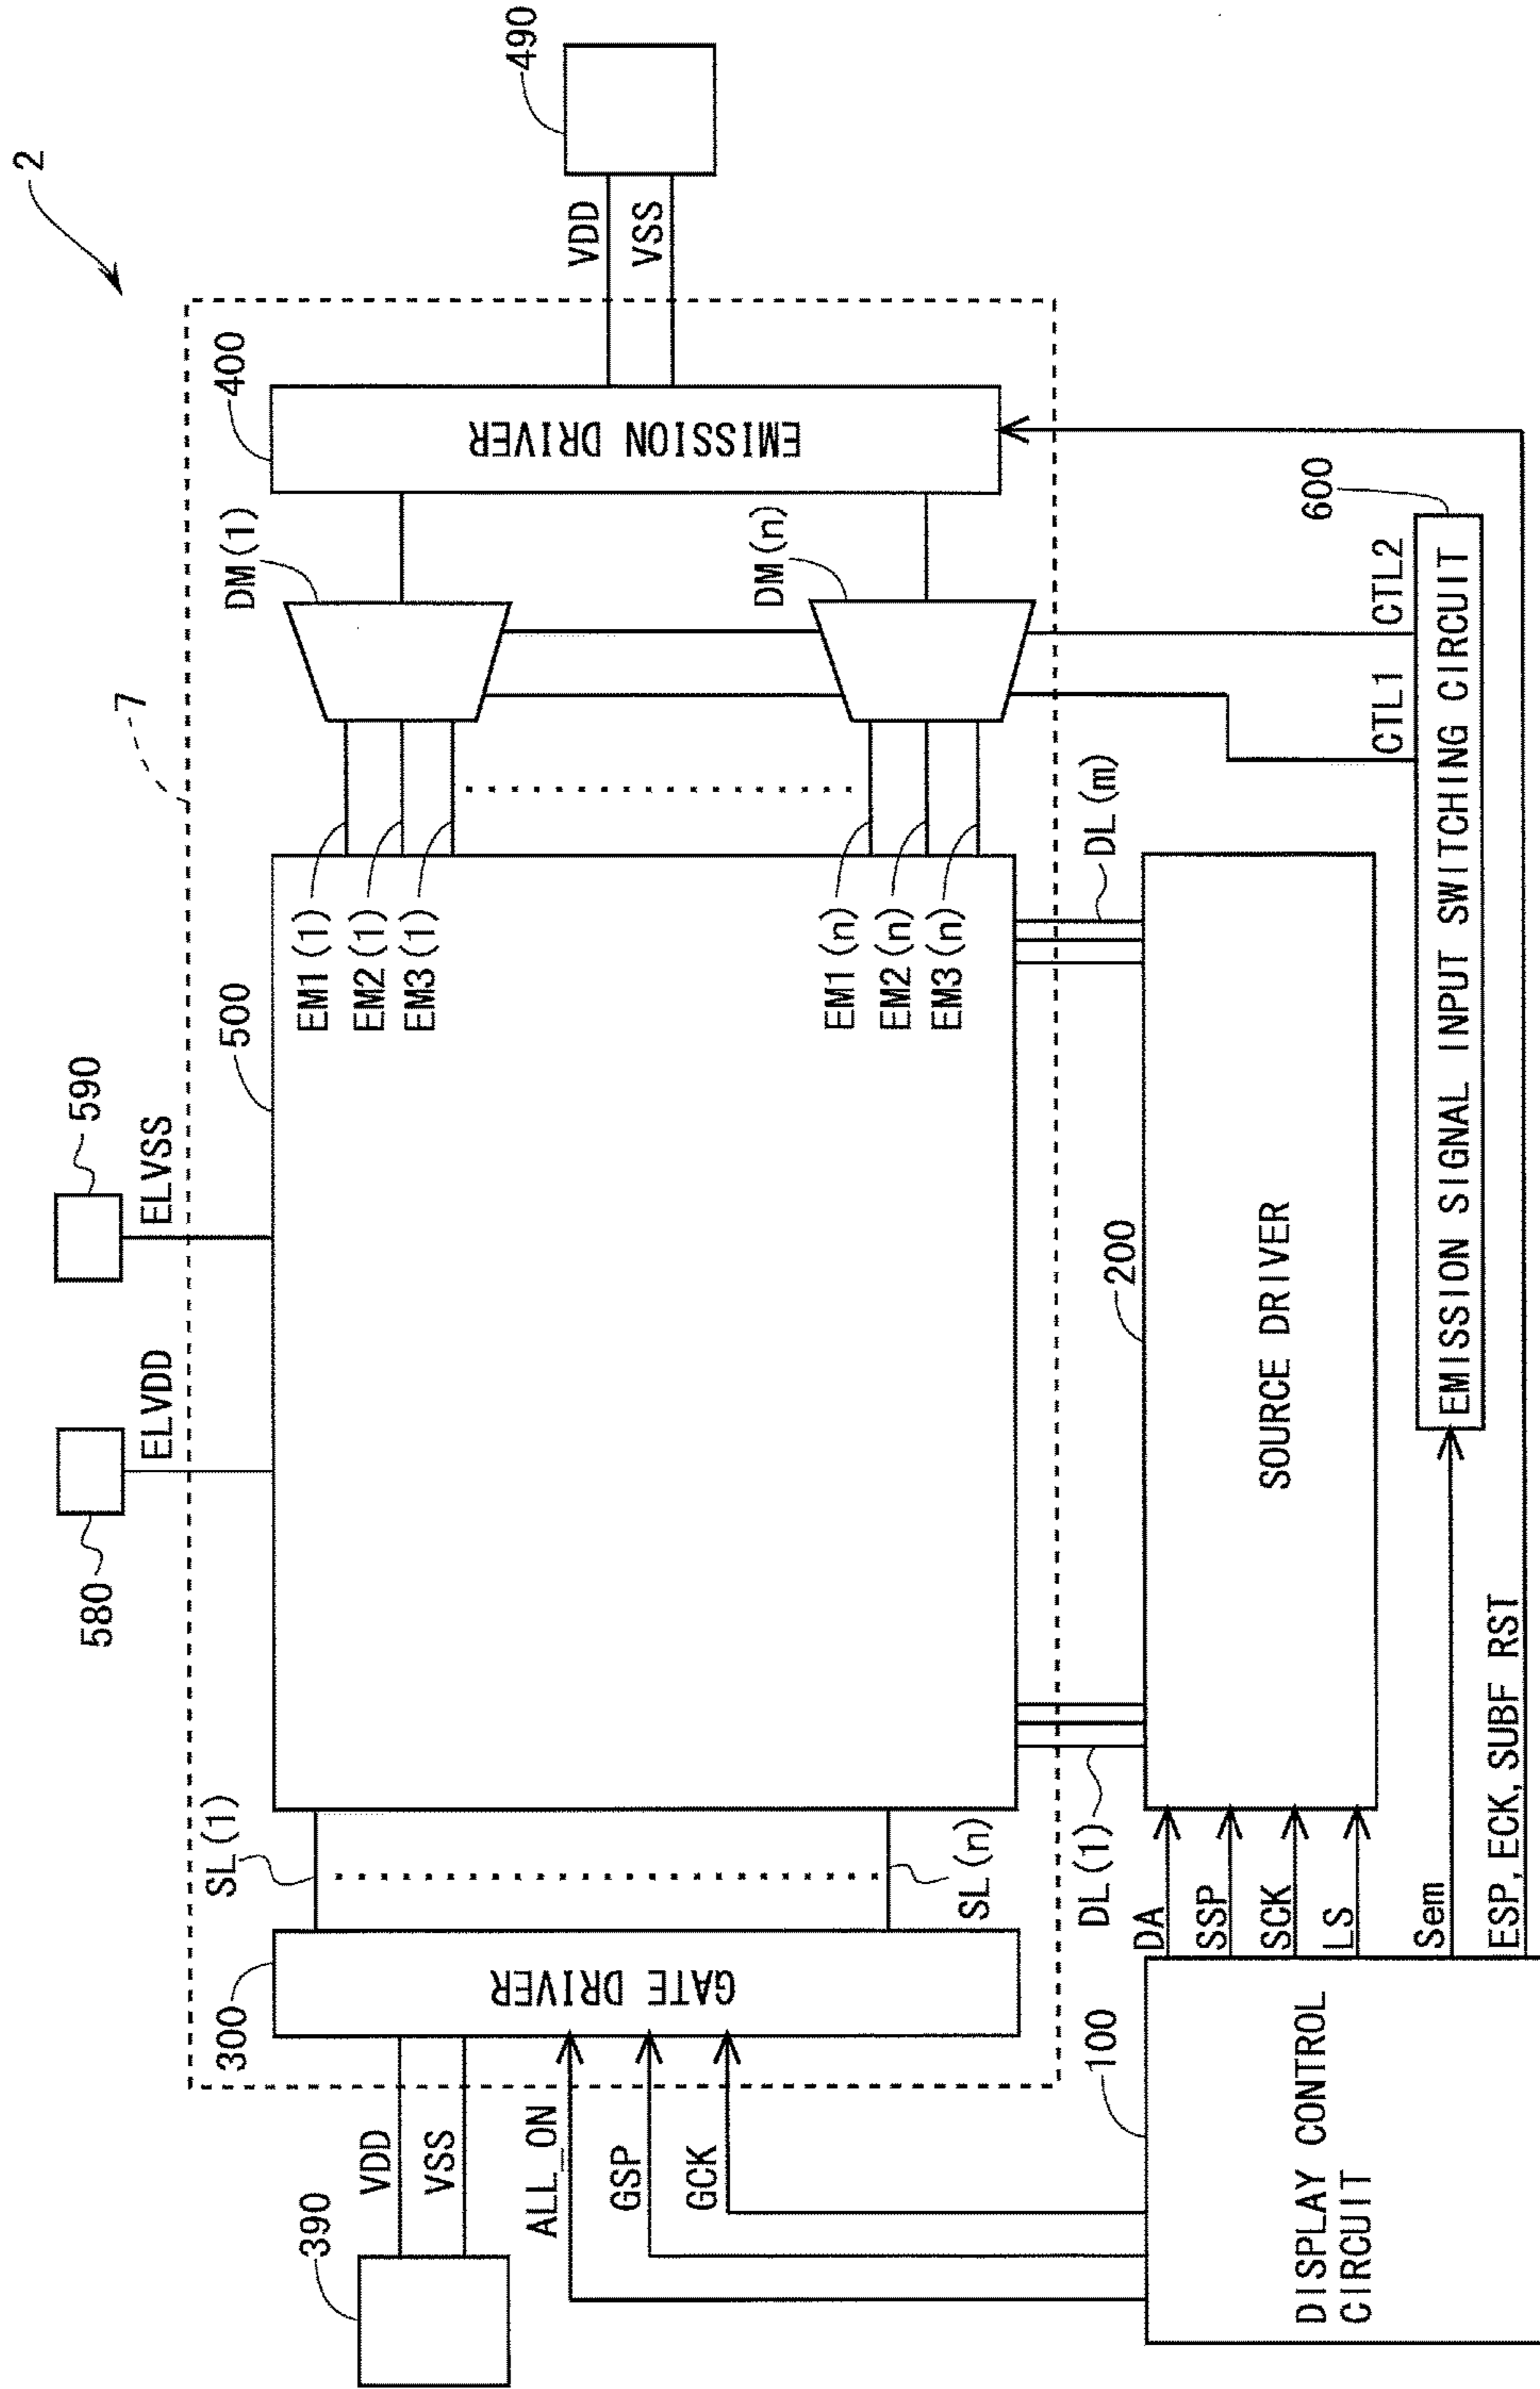 2
580
ELVDD
590
ELVSS
7
500
400
490
VDD
VSS
390
VDD
VSS
300
GATE DRIVER
SL(1)
SL(n)
ALL_ON
GSP
GCK
EM1(1)
EM2(1)
EM3(1)
EM1(n)
EM2(n)
EM3(n)
DM(1)
DM(n)
EMISSION DRIVER
DL(1)
DL(m)
100
DISPLAY CONTROL
CIRCUIT
DA
SSP
SCK
LS
Sem
ESP, ECK, SUBF RST
200
SOURCE DRIVER
CTL1
CTL2
600
EMISSION SIGNAL INPUT SWITCHING CIRCUIT